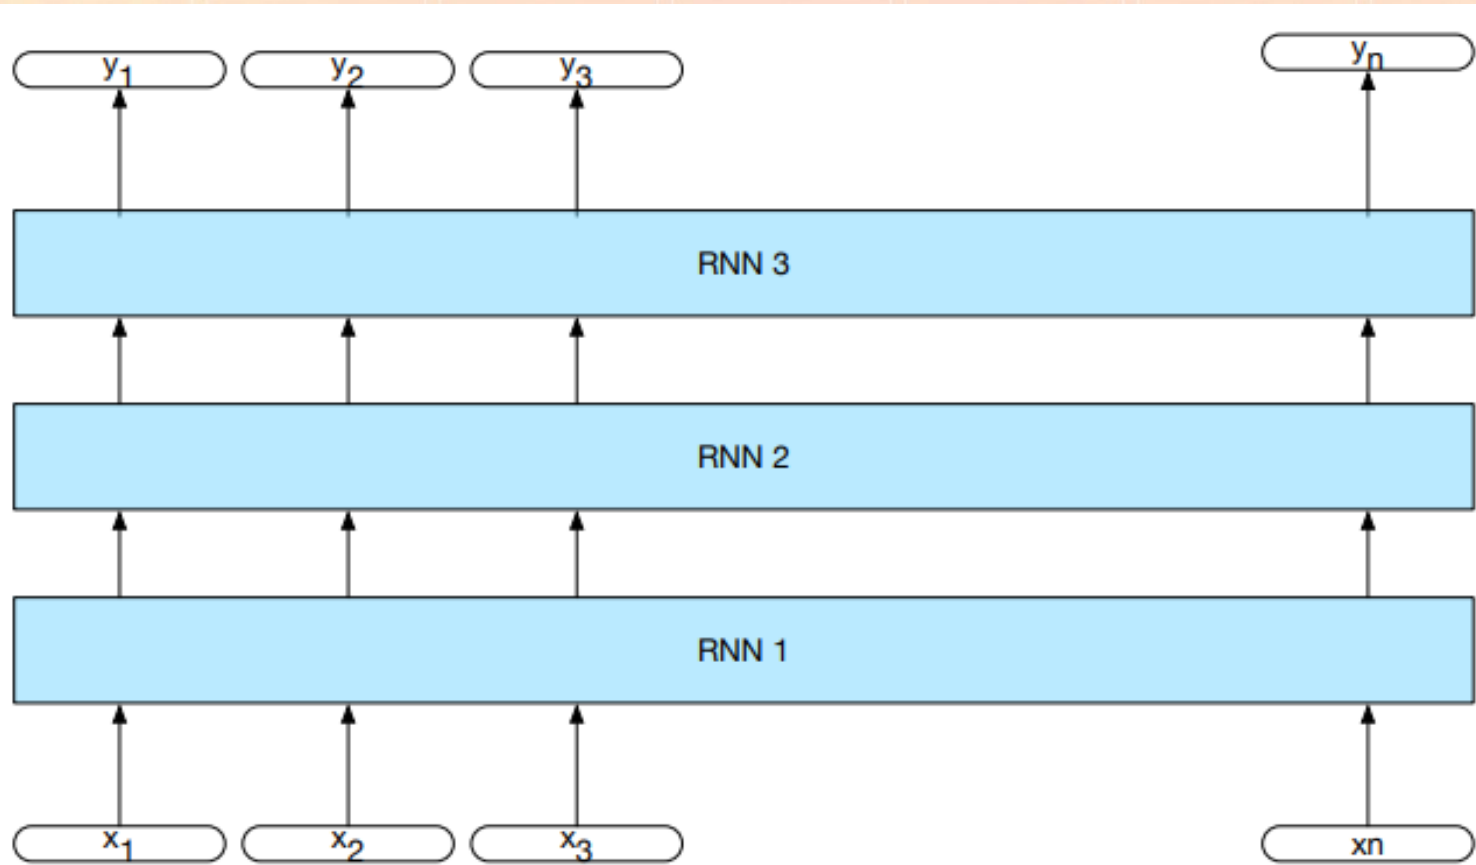 y₁ y₂ y₃ yₙ
RNN 3
RNN 2
RNN 1
x₁ x₂ x₃ xn